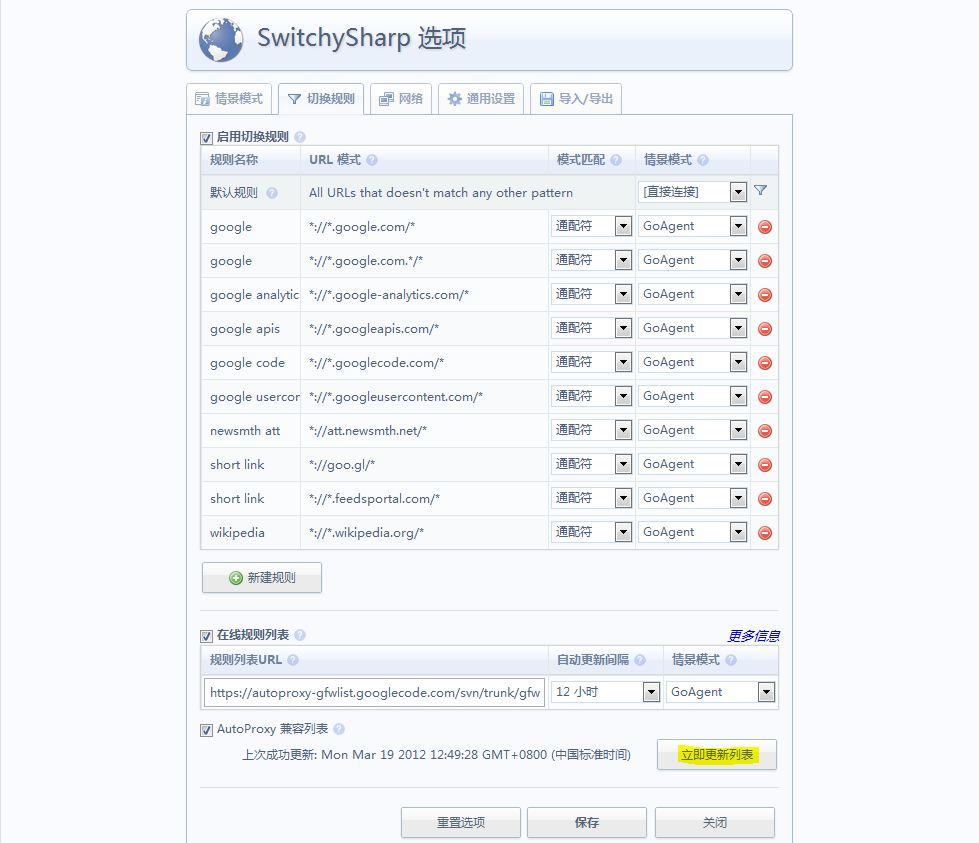 SwitchySharp 选项
情景模式 切换规则 网络 通用设置 导入/导出
启用切换规则
规则名称 URL 模式 模式匹配 情景模式
默认规则 All URLs that doesn't match any other pattern [直接连接]
google *://*.google.com/* 通配符 GoAgent
google *://*.google.com.*/* 通配符 GoAgent
google analytic *://*.google-analytics.com/* 通配符 GoAgent
google apis *://*.googleapis.com/* 通配符 GoAgent
google code *://*.googlecode.com/* 通配符 GoAgent
google usercor *://*.googleusercontent.com/* 通配符 GoAgent
newsmth att *://att.newsmth.net/* 通配符 GoAgent
short link *://goo.gl/* 通配符 GoAgent
short link *://*.feedsportal.com/* 通配符 GoAgent
wikipedia *://*.wikipedia.org/* 通配符 GoAgent
新建规则
在线规则列表 更多信息
规则列表URL 自动更新间隔 情景模式
https://autoproxy-gfwlist.googlecode.com/svn/trunk/gfw 12 小时 GoAgent
AutoProxy 兼容列表
上次成功更新: Mon Mar 19 2012 12:49:28 GMT+0800 (中国标准时间) 立即更新列表
重置选项 保存 关闭